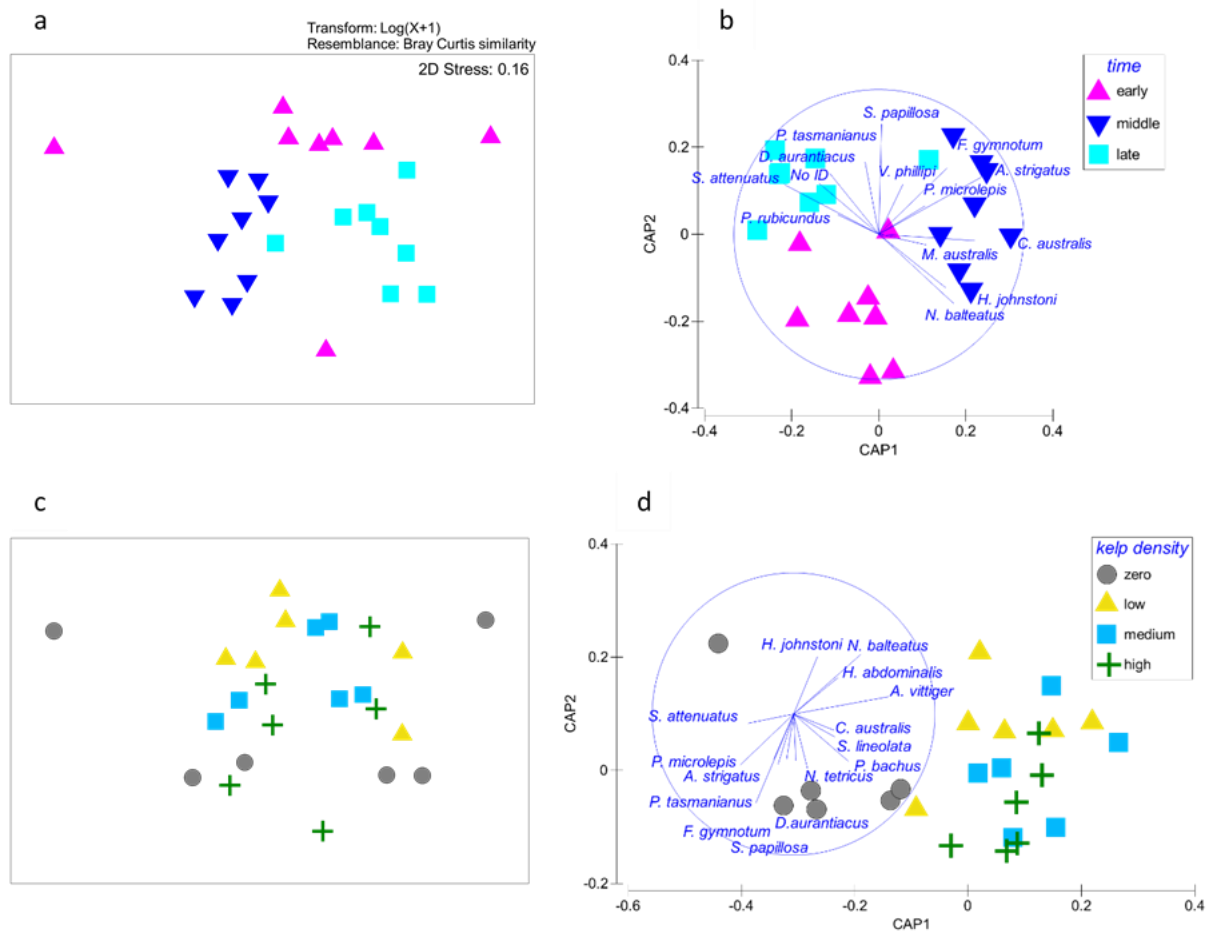 a
Transform: Log(X+1)
Resemblance: Bray Curtis similarity
2D Stress: 0.16
b
0.4
0.2
0
-0.2
-0.4
CAP2
-0.4
-0.2
0
0.2
0.4
CAP1
S. papillosa
P. tasmanianus
F. gymnotum
D. aurantiacus
V. phillipi
A. strigatus
S. attenuatus
No ID
P. microlepis
P. rubicundus
M. australis
C. australis
H. johnstoni
N. balteatus
time
early
middle
late
c
d
0.4
0.2
0
-0.2
CAP2
-0.6
-0.4
-0.2
0
0.2
0.4
CAP1
H. johnstoni
N. balteatus
H. abdominalis
A. vittiger
S. attenuatus
C. australis
S. lineolata
P. microlepis
P. bachus
A. strigatus
N. tetricus
P. tasmanianus
D.aurantiacus
F. gymnotum
S. papillosa
kelp density
zero
low
medium
high